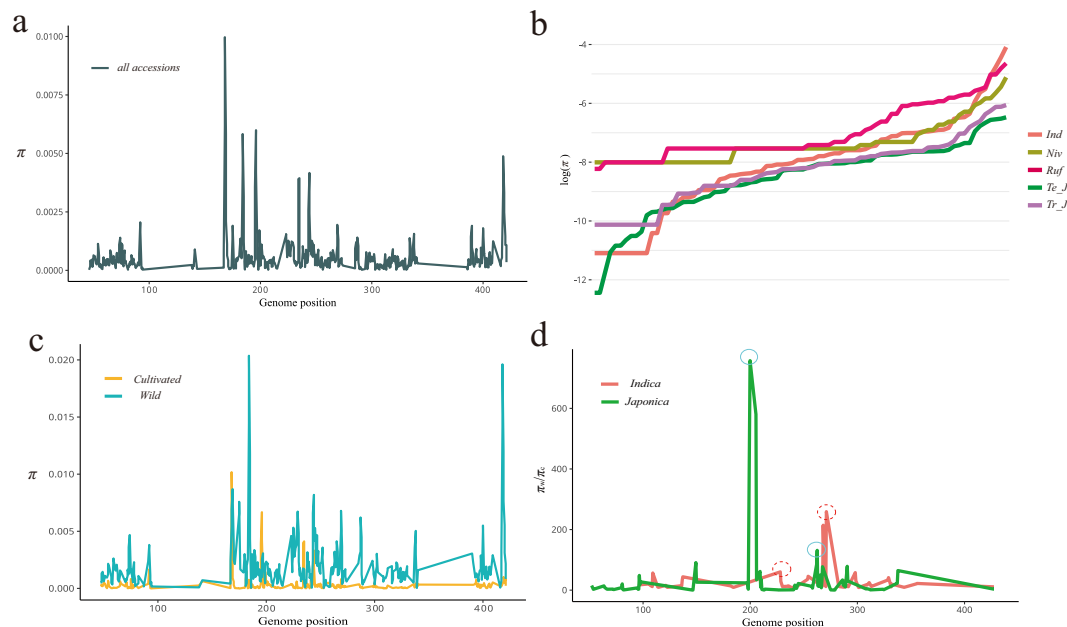 a
0.0100
0.0075
0.0050
0.0025
0.0000
π
all accessions
100
200
300
400
Genome position
b
-4
-6
-8
-10
-12
log(π)
Ind
Niv
Ruf
Te_J
Tr_J
c
0.020
0.015
0.010
0.005
0.000
π
Cultivated
Wild
100
200
300
400
Genome position
d
600
400
200
0
πw/πc
Indica
Japonica
100
200
300
400
Genome position